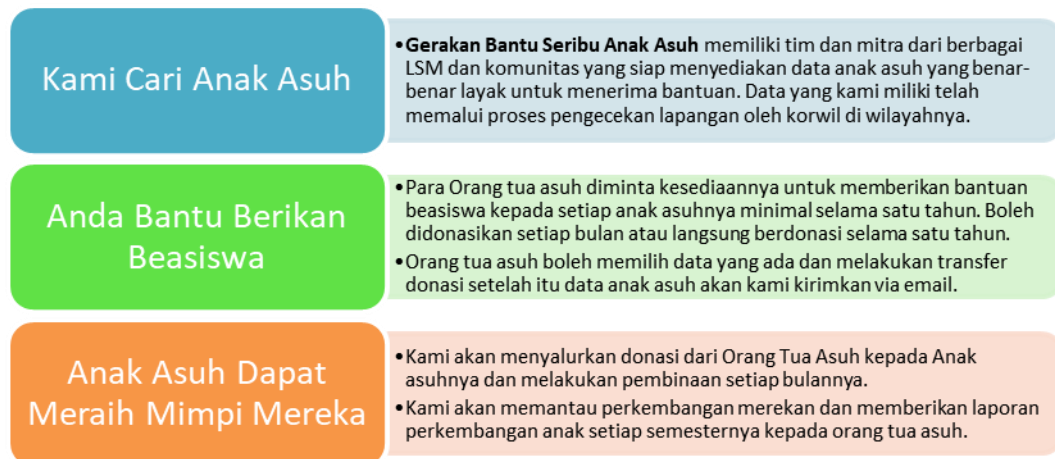 Kami Cari Anak Asuh
•Gerakan Bantu Seribu Anak Asuh memiliki tim dan mitra dari berbagai
LSM dan komunitas yang siap menyediakan data anak asuh yang benar-
benar layak untuk menerima bantuan. Data yang kami miliki telah
memalui proses pengecekan lapangan oleh korwil di wilayahnya.
Anda Bantu Berikan
Beasiswa
•Para Orang tua asuh diminta kesediaannya untuk memberikan bantuan
beasiswa kepada setiap anak asuhnya minimal selama satu tahun. Boleh
didonasikan setiap bulan atau langsung berdonasi selama satu tahun.
•Orang tua asuh boleh memilih data yang ada dan melakukan transfer
donasi setelah itu data anak asuh akan kami kirimkan via email.
Anak Asuh Dapat
Meraih Mimpi Mereka
•Kami akan menyalurkan donasi dari Orang Tua Asuh kepada Anak
asuhnya dan melakukan pembinaan setiap bulannya.
•Kami akan memantau perkembangan merekan dan memberikan laporan
perkembangan anak setiap semesternya kepada orang tua asuh.